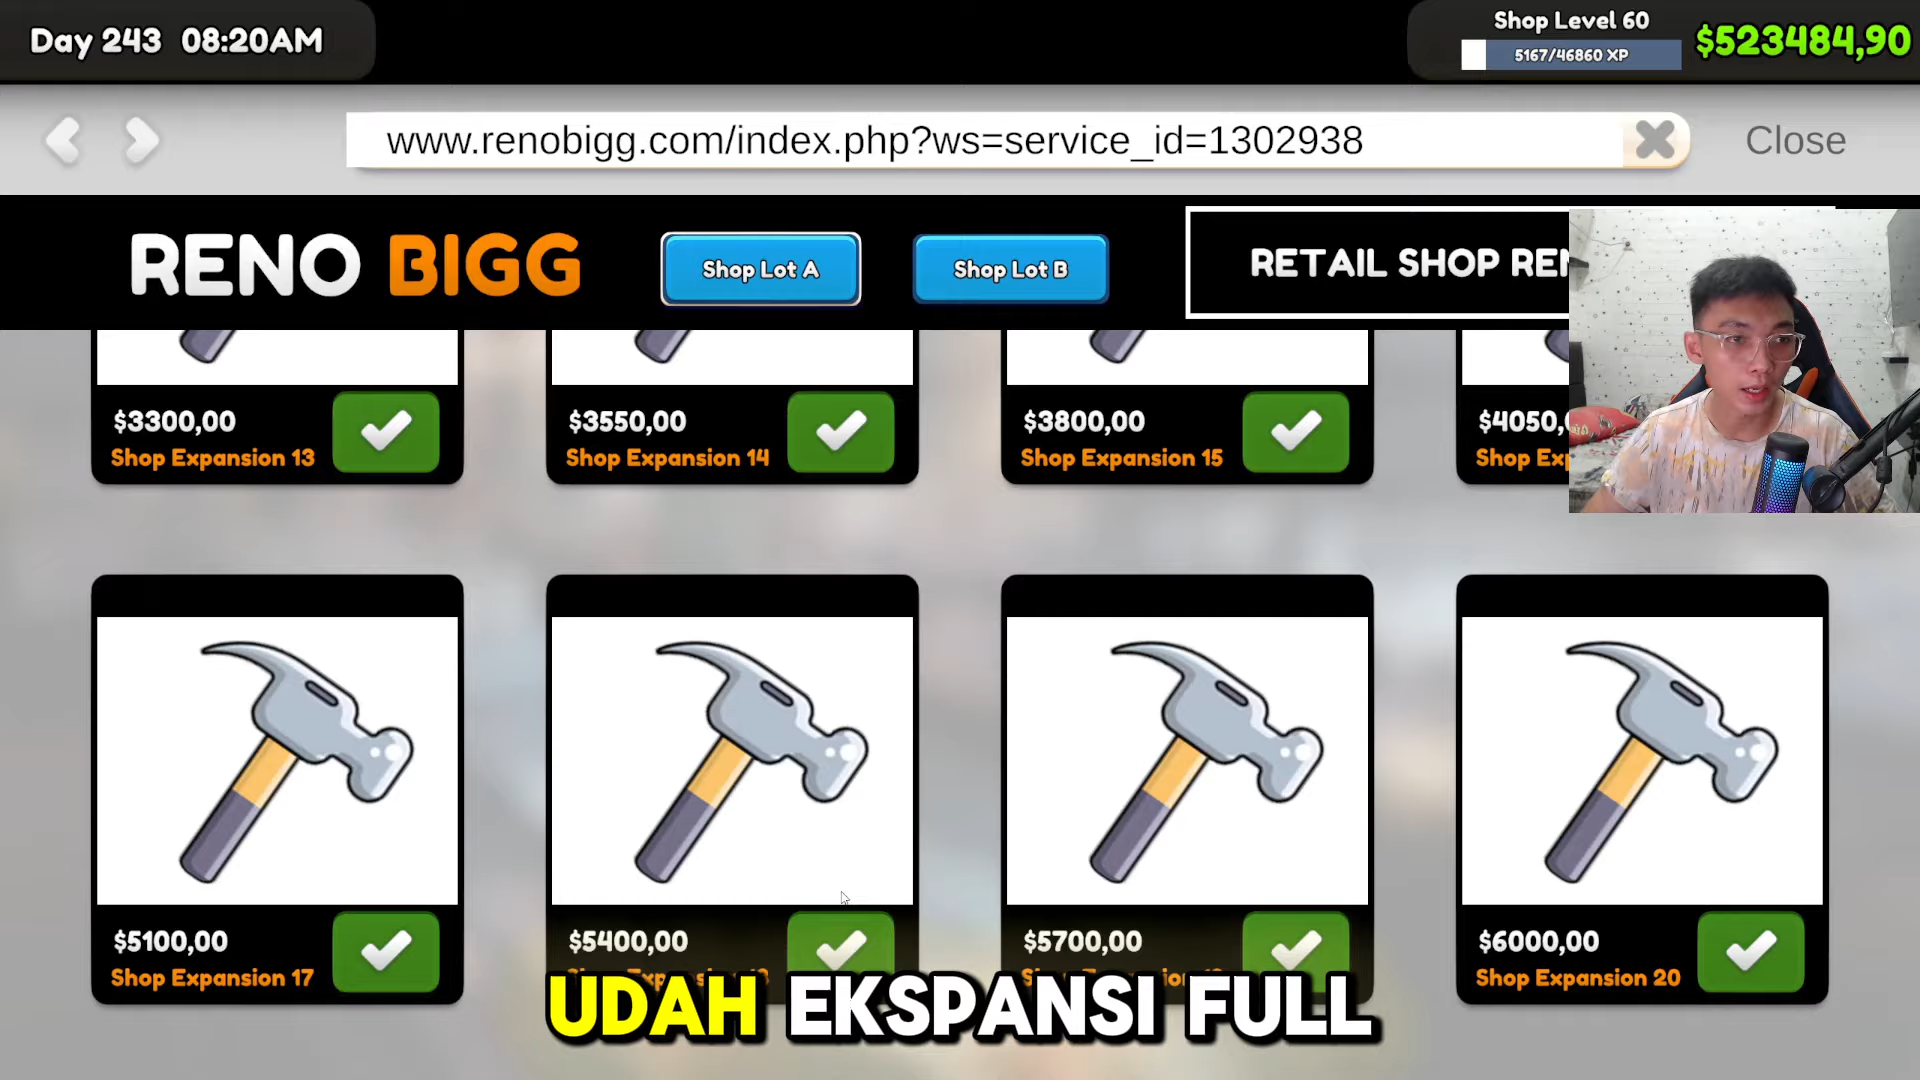 Day 243 08:20AM
Shop Level 60
5167/46860 XP
$523484,90
www.renobigg.com/index.php?ws=service_id=1302938
Close
RENO BIGG
Shop Lot A
Shop Lot B
RETAIL SHOP
$3300,00
Shop Expansion 13
$3550,00
Shop Expansion 14
$3800,00
Shop Expansion 15
$4050,
Shop
$5100,00
Shop Expansion 17
$5400,00
$5700,00
$6000,00
Shop Expansion 20
UDAH EKSPANSI FULL